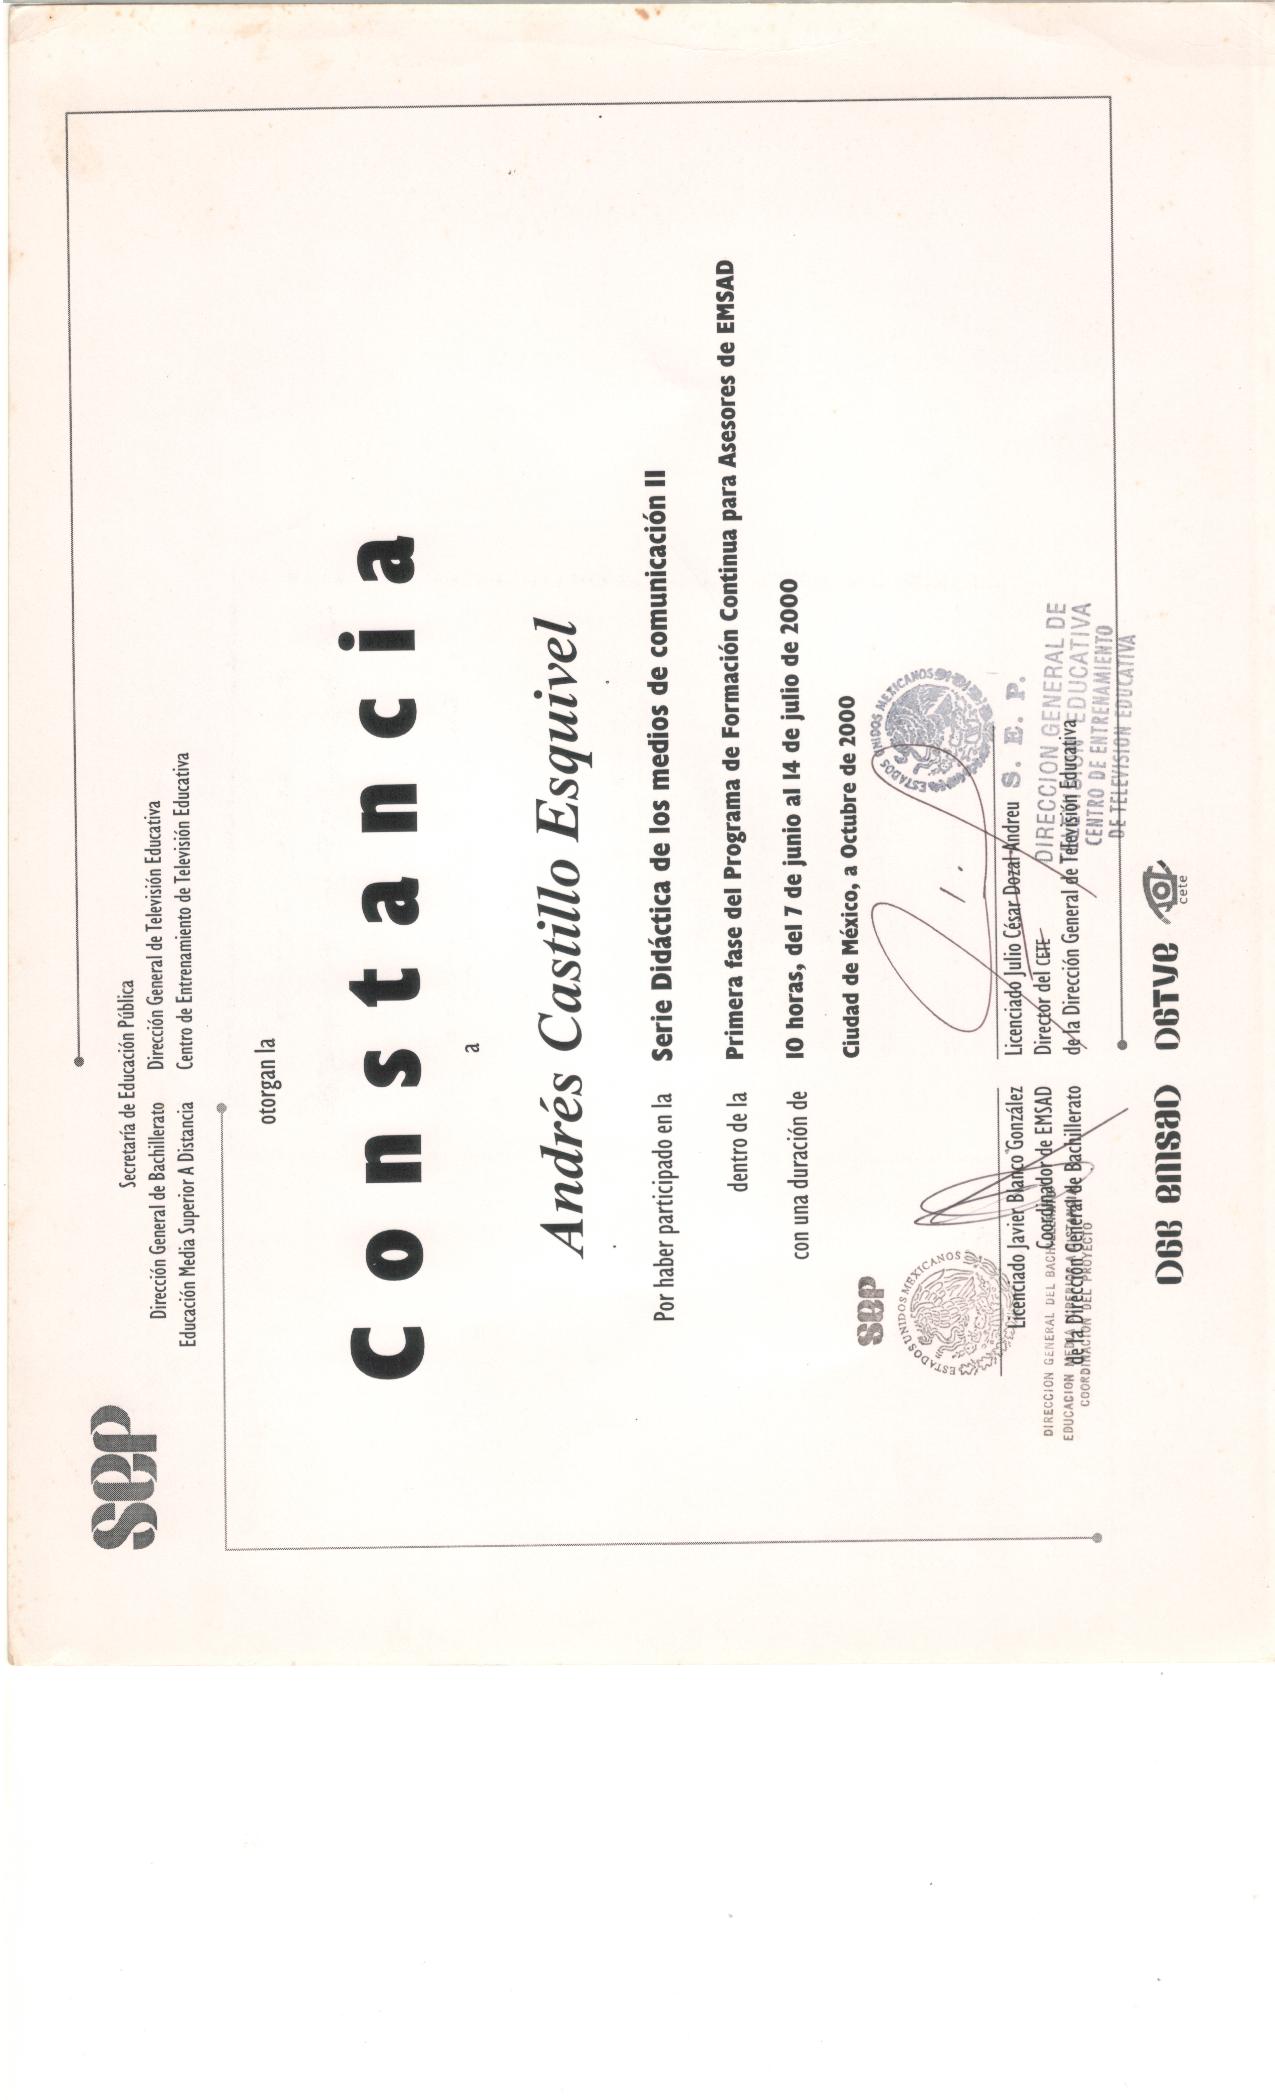 sep
Secretaría de Educación Pública
Dirección General de Bachillerato Dirección General de Televisión Educativa
Educación Media Superior A Distancia Centro de Entrenamiento de Televisión Educativa
otorgan la
Constancia
a
Andrés Castillo Esquivel
Por haber participado en la Serie Didáctica de los medios de comunicación II
dentro de la Primera fase del Programa de Formación Continua para Asesores de EMSAD
con una duración de 10 horas, del 7 de junio al 14 de julio de 2000
Ciudad de México, a Octubre de 2000
sep
ESTADOS UNIDOS MEXICANOS
Licenciado Javier Blanco González
Coordinador de EMSAD
de la Dirección General de Bachillerato
DIRECCION GENERAL DEL
EDUCACION MEDIA
COORDINACION DEL PROYECTO
ESTADOS UNIDOS MEXICANOS
Licenciado Julio César Dozal Andreu
Director del CETE
de la Dirección General de Televisión Educativa
S. E. P.
DIRECCION GENERAL DE
TELEVISION EDUCATIVA
CENTRO DE ENTRENAMIENTO
DE TELEVISION EDUCATIVA
DGB emsaD DGTVe cete